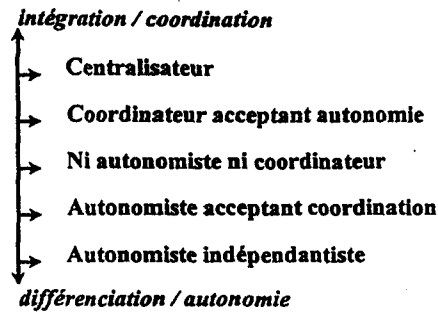 intégration / coordination
Centralisateur
Coordinateur acceptant autonomie
Ni autonomiste ni coordinateur
Autonomiste acceptant coordination
Autonomiste indépendantiste
différenciation / autonomie